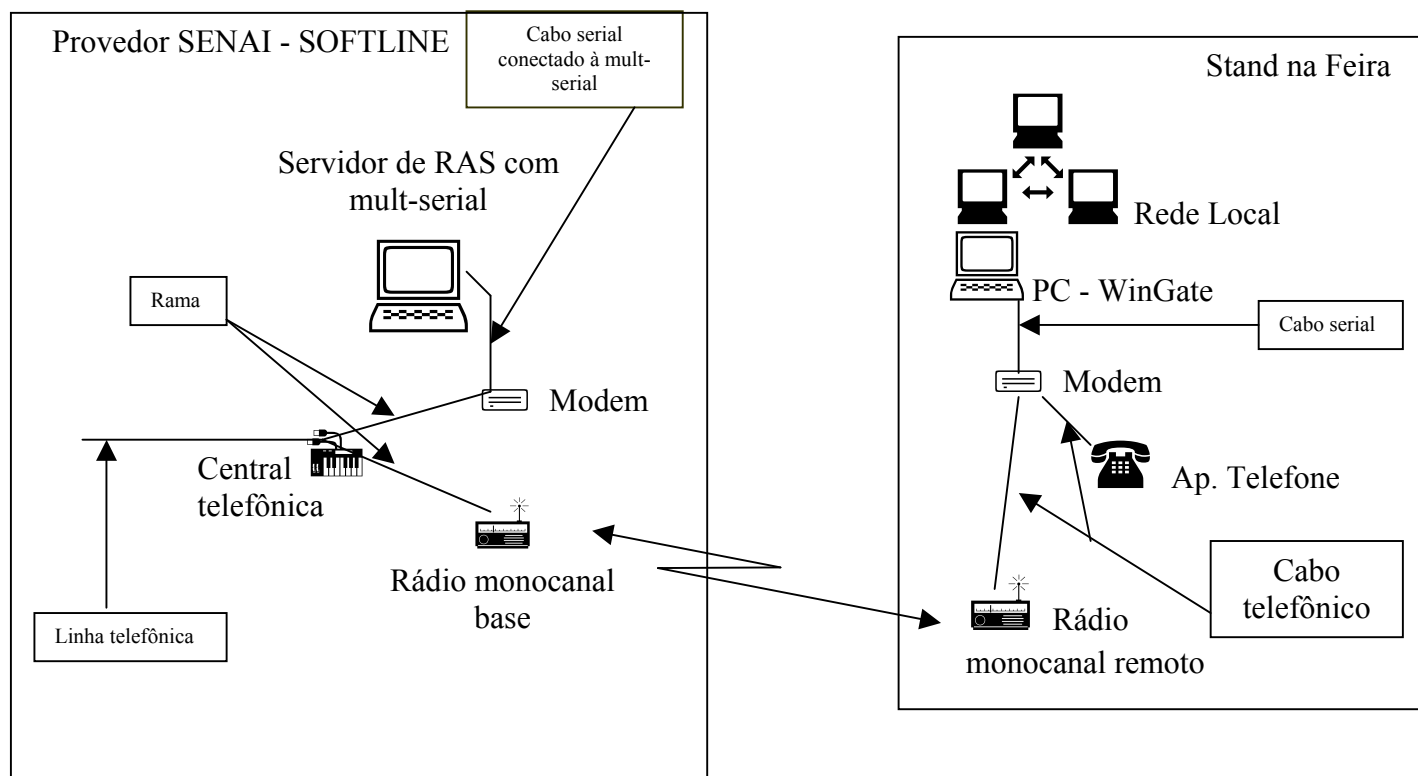 Provedor SENAI - SOFTLINE
Cabo serial
conectado à mult-
serial
Servidor de RAS com
mult-serial
Rama
Modem
Central
telefônica
Rádio monocanal
base
Linha telefônica
Stand na Feira
Rede Local
PC - WinGate
Cabo serial
Modem
Ap. Telefone
Cabo
telefônico
Rádio
monocanal remoto